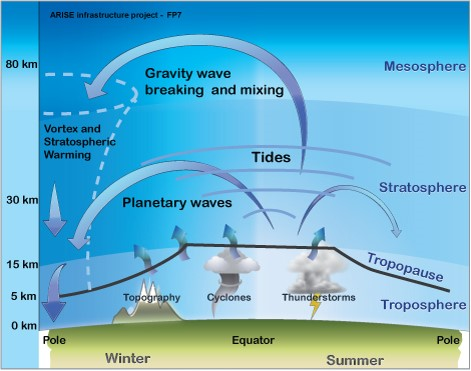 ARISE Infrastructure project - FP7
80 km
Mesosphere
Gravity wave
breaking and mixing
Vortex and
Stratospheric
Warming
Tides
30 km
Planetary waves
Stratosphere
15 km
Tropopause
5 km
Topography
Cyclones
Thunderstorms
Troposphere
0 km
Pole
Equator
Pole
Winter
Summer